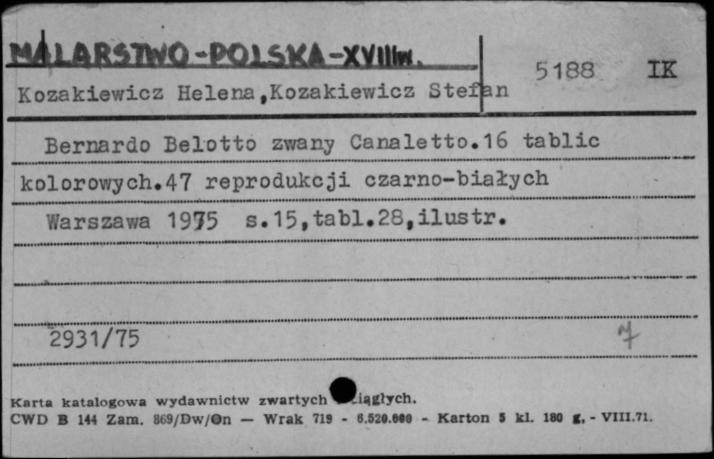 MALARSTWO-POLSKA-XVIIIw.
5188 IK
Kozakiewicz Helena,Kozakiewicz Stefan
Bernardo Belotto zwany Canaletto.16 tablic
kolorowych.47 reprodukcji czarno-białych
Warszawa 1975 s.15,tabl.28,ilustr.
2931/75
Karta katalogowa wydawnictw zwartych ciągłych.
CWD B 144 Zam. 869/Dw/On — Wrak 719 - 6.520.000 - Karton 5 kl. 180 g. - VIII.71.